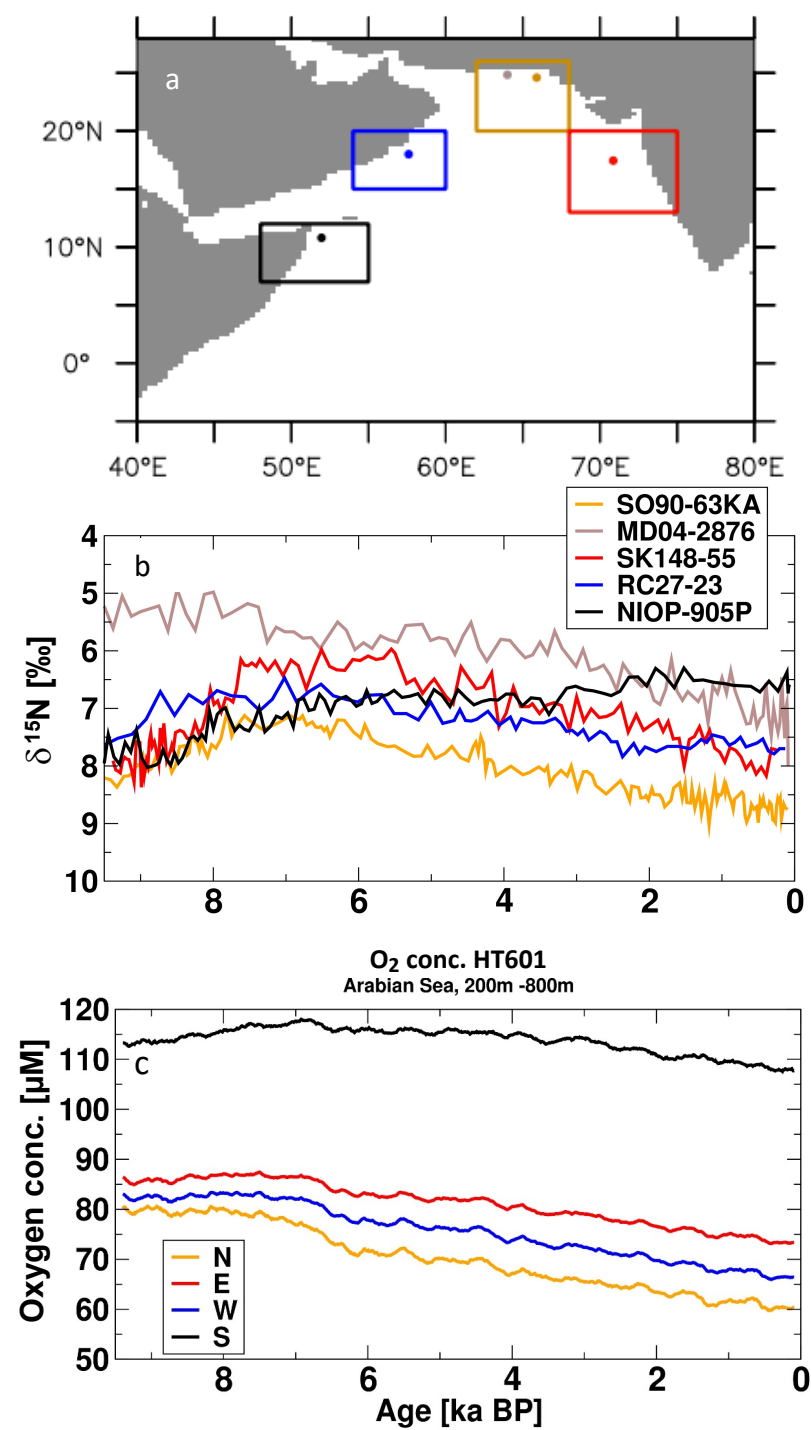 a
20°N
10°N
0°
40°E 50°E 60°E 70°E 80°E
SO90-63KA
MD04-2876
SK148-55
RC27-23
NIOP-905P
b
δ¹⁵N [‰]
4
5
6
7
8
9
10
8 6 4 2 0
O₂ conc. HT601
Arabian Sea, 200m -800m
c
Oxygen conc. [µM]
120
110
100
90
80
70
60
50
N
E
W
S
8 6 4 2 0
Age [ka BP]